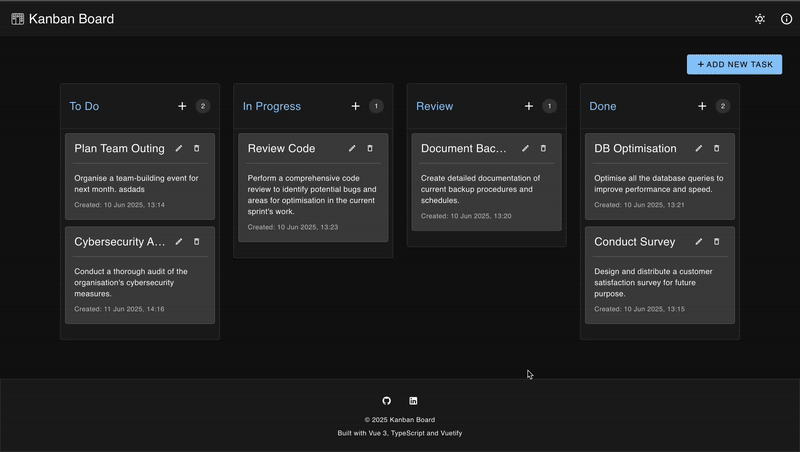 Kanban Board
+ ADD NEW TASK
To Do + 2
Plan Team Outing
Organise a team-building event for
next month. asdads
Created: 10 Jun 2025, 13:14
Cybersecurity A...
Conduct a thorough audit of the
organisation's cybersecurity
measures.
Created: 11 Jun 2025, 14:16
In Progress + 1
Review Code
Perform a comprehensive code
review to identify potential bugs and
areas for optimisation in the current
sprint's work.
Created: 10 Jun 2025, 13:23
Review + 1
Document Bac...
Create detailed documentation of
current backup procedures and
schedules.
Created: 10 Jun 2025, 13:20
Done + 2
DB Optimisation
Optimise all the database queries to
improve performance and speed.
Created: 10 Jun 2025, 13:21
Conduct Survey
Design and distribute a customer
satisfaction survey for future
purpose.
Created: 10 Jun 2025, 13:15
© 2025 Kanban Board
Built with Vue 3, TypeScript and Vuetify